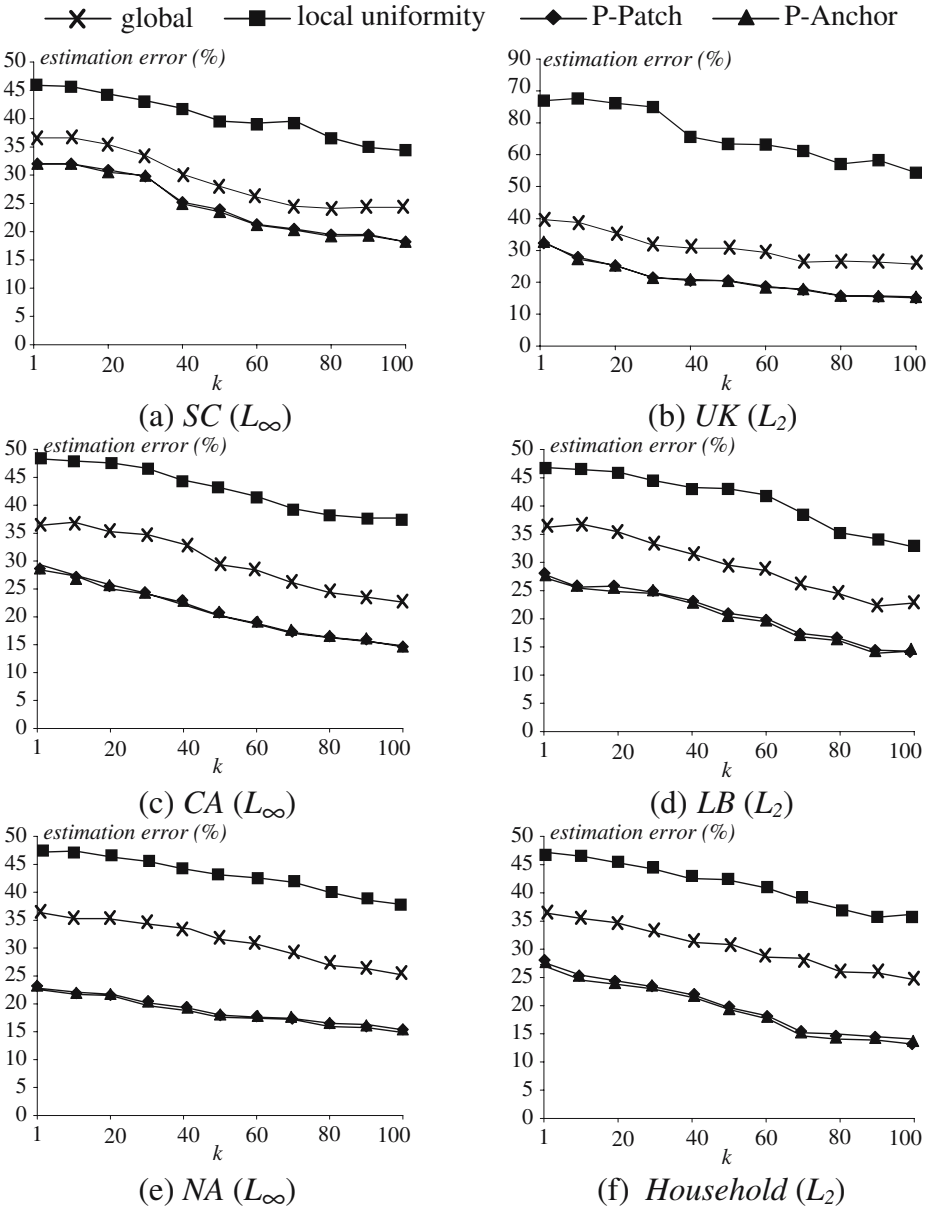 global local uniformity P-Patch P-Anchor
estimation error (%)
50
45
40
35
30
25
20
15
10
5
0
1 20 40 60 80 100
k
(a) SC (L∞)
estimation error (%)
90
70
80
60
50
40
30
20
10
0
1 20 40 60 80 100
k
(b) UK (L2)
estimation error (%)
50
45
40
35
30
25
20
15
10
5
0
1 20 40 60 80 100
k
(c) CA (L∞)
estimation error (%)
50
45
40
35
30
25
20
15
10
5
0
1 20 40 60 80 100
k
(d) LB (L2)
estimation error (%)
50
45
40
35
30
25
20
15
10
5
0
1 20 40 60 80 100
k
(e) NA (L∞)
estimation error (%)
50
45
40
35
30
25
20
15
10
5
0
1 20 40 60 80 100
k
(f) Household (L2)